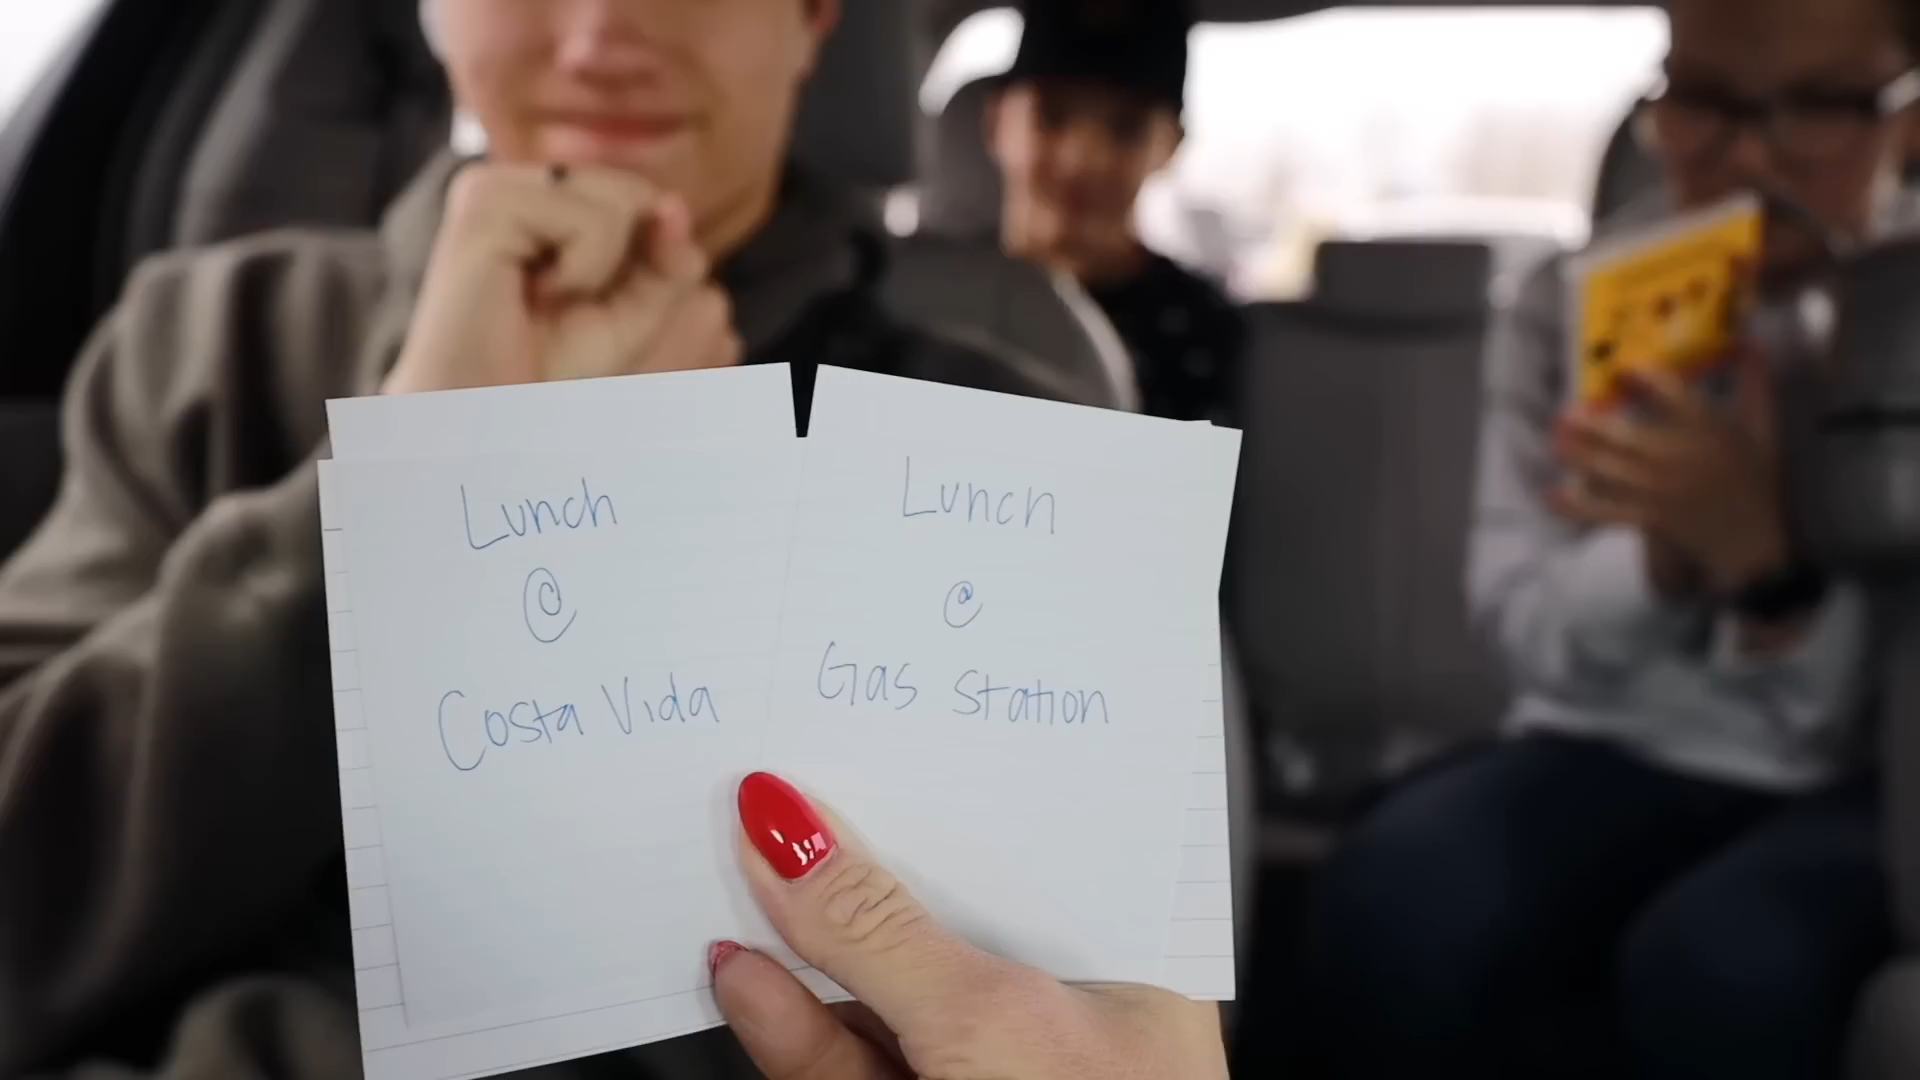 Lunch
@
Costa Vida
Lunch
@
Gas Station